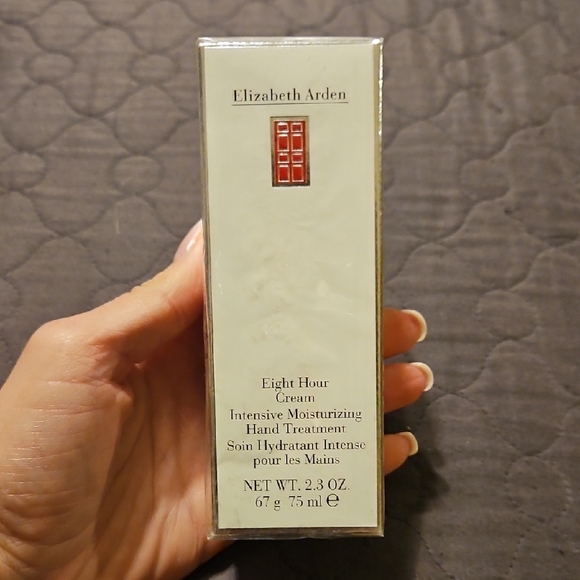 Elizabeth Arden
Eight Hour
Cream
Intensive Moisturizing
Hand Treatment
Soin Hydratant Intense
pour les Mains
NET WT. 2.3 OZ.
67 g 75 ml ℮